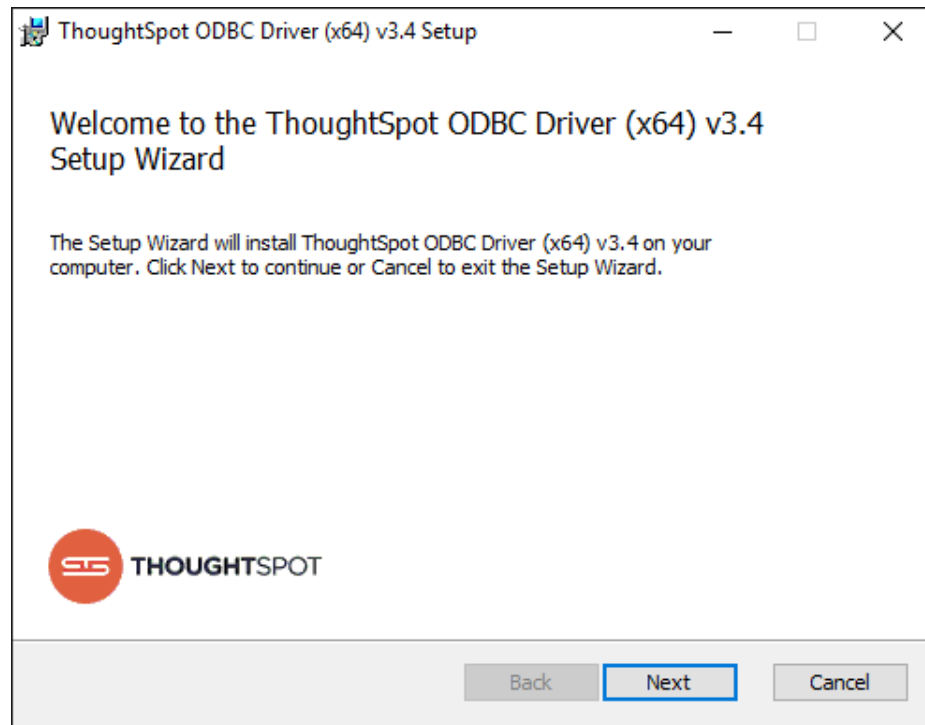 ThoughtSpot ODBC Driver (x64) v3.4 Setup
Welcome to the ThoughtSpot ODBC Driver (x64) v3.4
Setup Wizard
The Setup Wizard will install ThoughtSpot ODBC Driver (x64) v3.4 on your
computer. Click Next to continue or Cancel to exit the Setup Wizard.
THOUGHTSPOT
Back Next Cancel